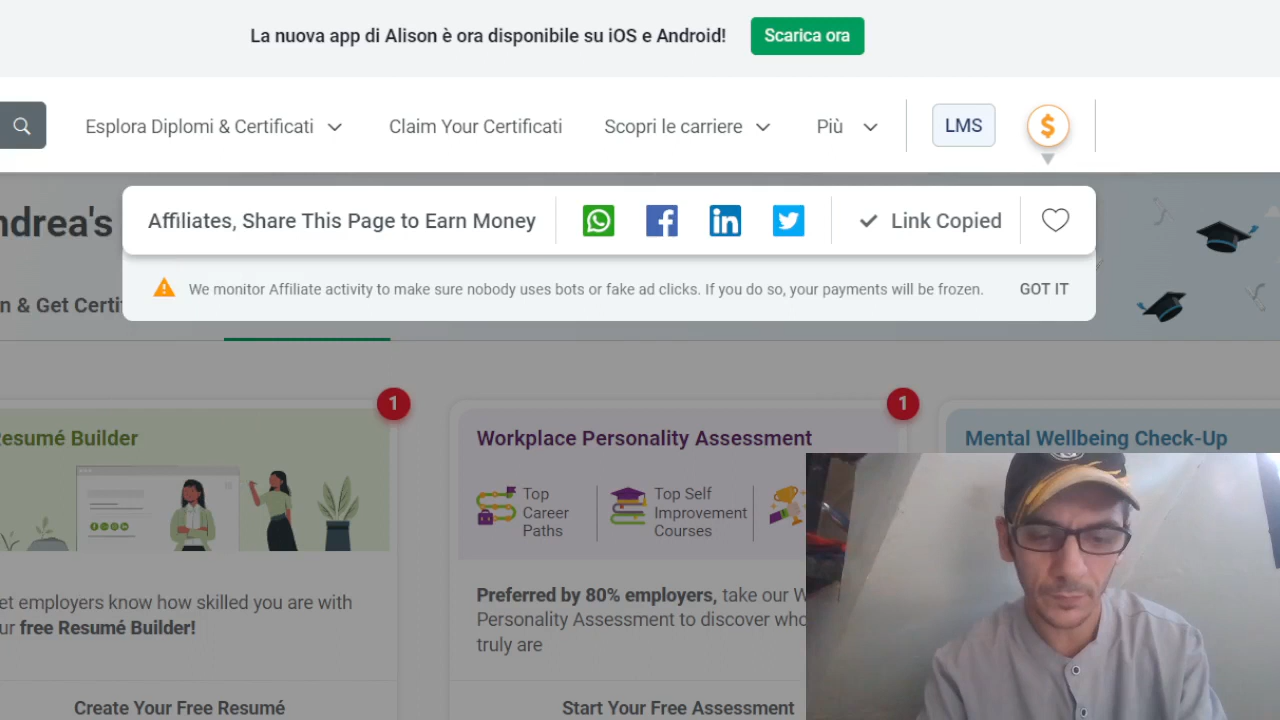 La nuova app di Alison è ora disponibile su iOS e Android!
Scarica ora
Esplora Diplomi & Certificati
Claim Your Certificati
Scopri le carriere
Più
LMS
$
ndrea's
Affiliates, Share This Page to Earn Money
Link Copied
n & Get Certi
We monitor Affiliate activity to make sure nobody uses bots or fake ad clicks. If you do so, your payments will be frozen.
GOT IT
1
1
esumé Builder
Workplace Personality Assessment
Mental Wellbeing Check-Up
Top
Career
Paths
Top Self
Improvement
Courses
et employers know how skilled you are with
ur free Resumé Builder!
Preferred by 80% employers, take our W
Personality Assessment to discover who
truly are
Create Your Free Resumé
Start Your Free Assessment